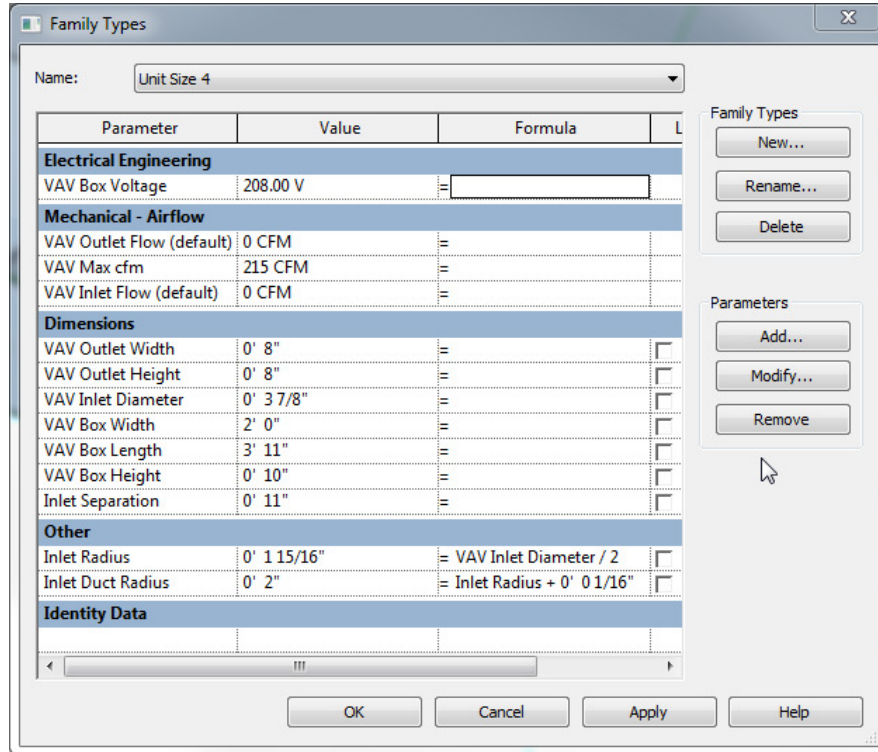 Family Types
Name: Unit Size 4
Parameter Value Formula L
Electrical Engineering
VAV Box Voltage 208.00 V =
Mechanical - Airflow
VAV Outlet Flow (default) 0 CFM =
VAV Max cfm 215 CFM =
VAV Inlet Flow (default) 0 CFM =
Dimensions
VAV Outlet Width 0' 8" =
VAV Outlet Height 0' 8" =
VAV Inlet Diameter 0' 3 7/8" =
VAV Box Width 2' 0" =
VAV Box Length 3' 11" =
VAV Box Height 0' 10" =
Inlet Separation 0' 11" =
Other
Inlet Radius 0' 1 15/16" = VAV Inlet Diameter / 2
Inlet Duct Radius 0' 2" = Inlet Radius + 0' 0 1/16"
Identity Data
Family Types
New...
Rename...
Delete
Parameters
Add...
Modify...
Remove
OK Cancel Apply Help